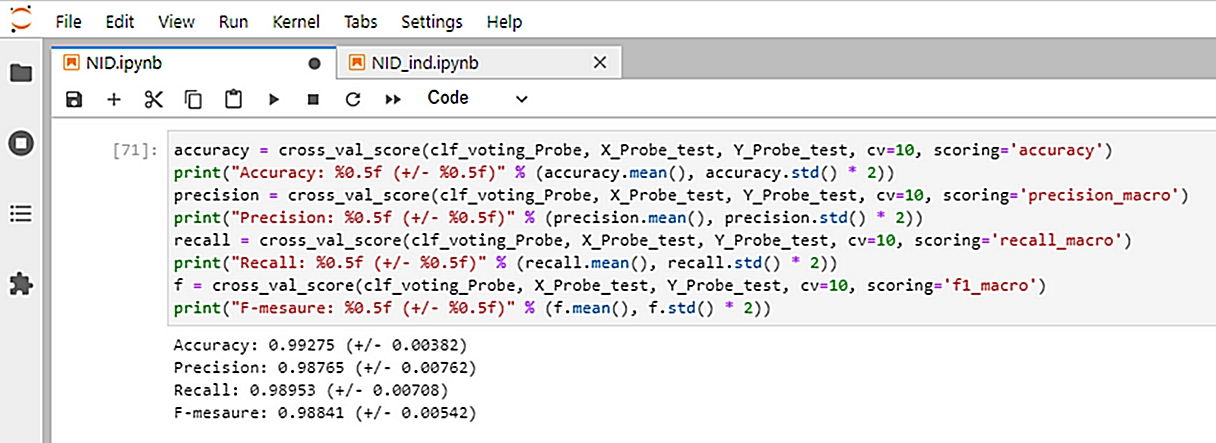 File Edit View Run Kernel Tabs Settings Help
NID.ipynb NID_ind.ipynb
Code
[71]: accuracy = cross_val_score(clf_voting_Probe, X_Probe_test, Y_Probe_test, cv=10, scoring='accuracy')
print("Accuracy: %0.5f (+/- %0.5f)" % (accuracy.mean(), accuracy.std() * 2))
precision = cross_val_score(clf_voting_Probe, X_Probe_test, Y_Probe_test, cv=10, scoring='precision_macro')
print("Precision: %0.5f (+/- %0.5f)" % (precision.mean(), precision.std() * 2))
recall = cross_val_score(clf_voting_Probe, X_Probe_test, Y_Probe_test, cv=10, scoring='recall_macro')
print("Recall: %0.5f (+/- %0.5f)" % (recall.mean(), recall.std() * 2))
f = cross_val_score(clf_voting_Probe, X_Probe_test, Y_Probe_test, cv=10, scoring='f1_macro')
print("F-mesaure: %0.5f (+/- %0.5f)" % (f.mean(), f.std() * 2))
Accuracy: 0.99275 (+/- 0.00382)
Precision: 0.98765 (+/- 0.00762)
Recall: 0.98953 (+/- 0.00708)
F-mesaure: 0.98841 (+/- 0.00542)